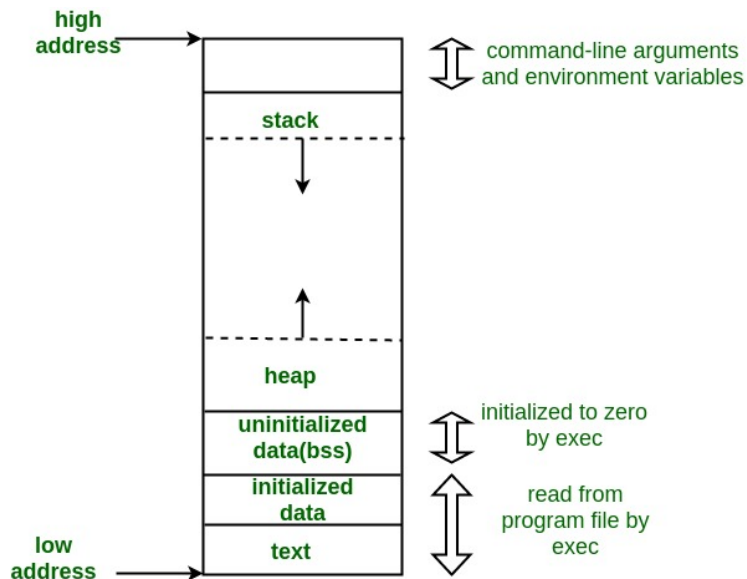 high
address
command-line arguments
and environment variables
stack
heap
uninitialized
data(bss)
initialized to zero
by exec
initialized
data
read from
program file by
exec
text
low
address